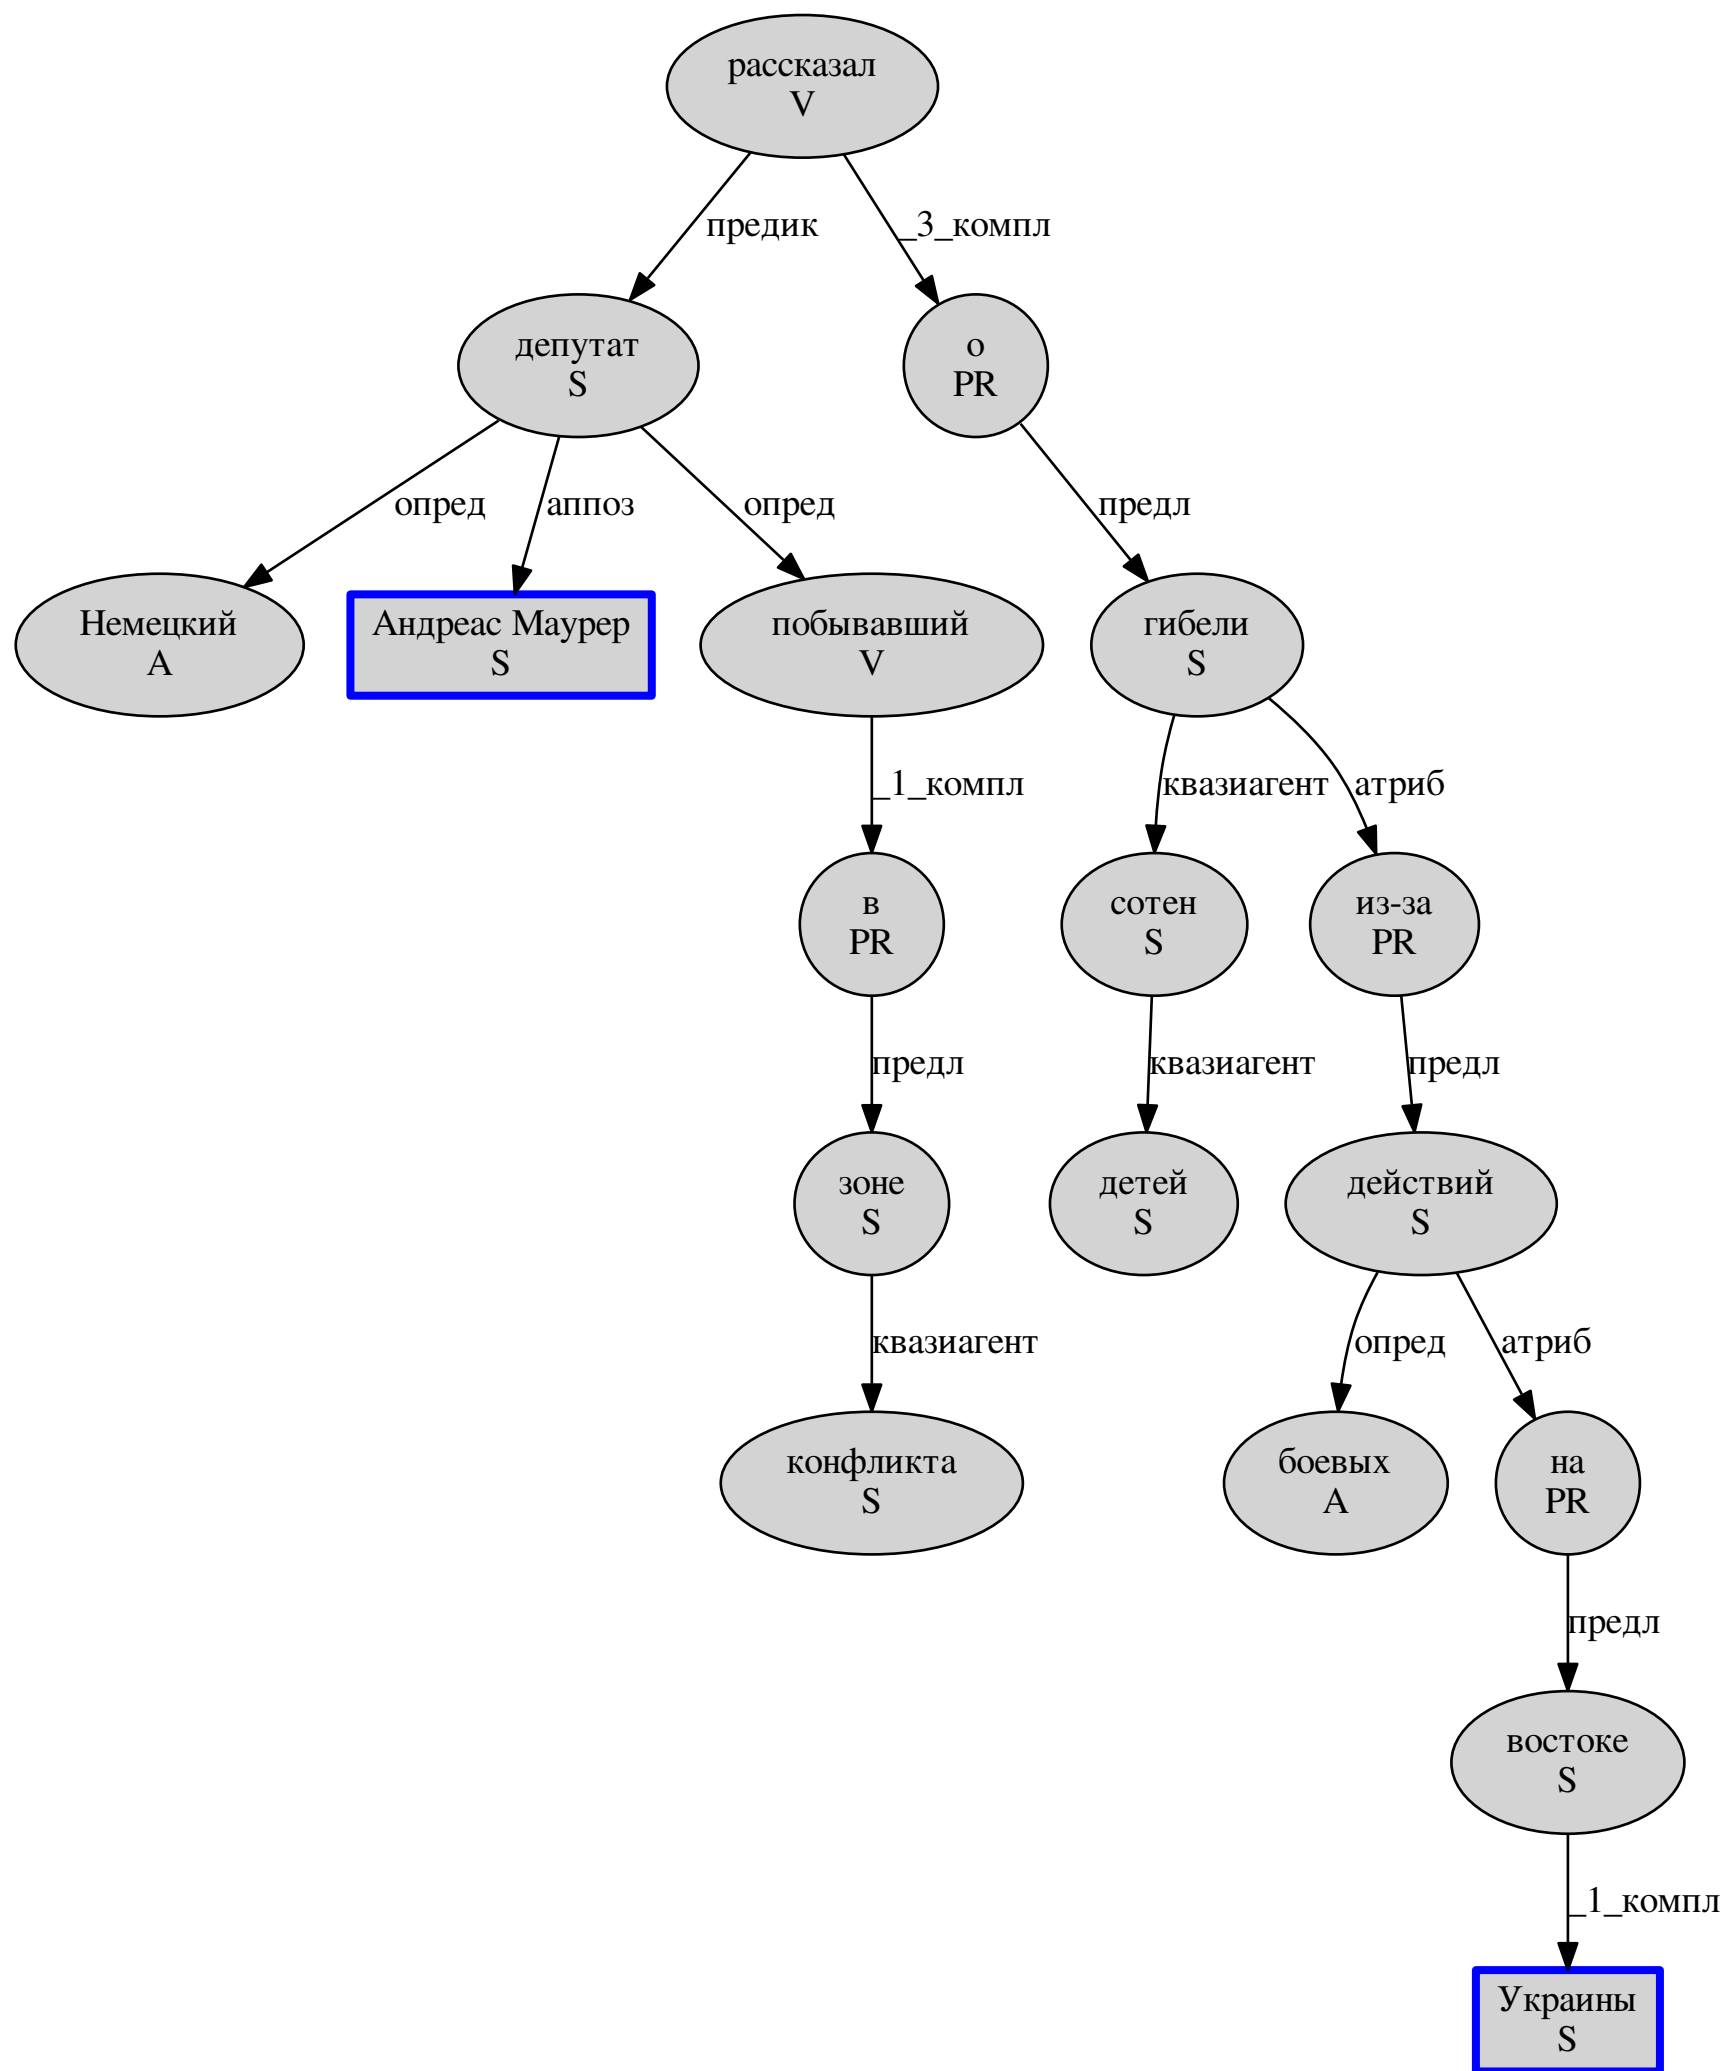 рассказал
V
предик
_3_компл
депутат
S
о
PR
опред
аппоз
опред
предл
Немецкий
A
Андреас Маурер
S
побывавший
V
гибели
S
_1_компл
квазиагент
атриб
в
PR
сотен
S
из-за
PR
предл
квазиагент
предл
зоне
S
детей
S
действий
S
квазиагент
опред
атриб
конфликта
S
боевых
A
на
PR
предл
востоке
S
_1_компл
Украины
S